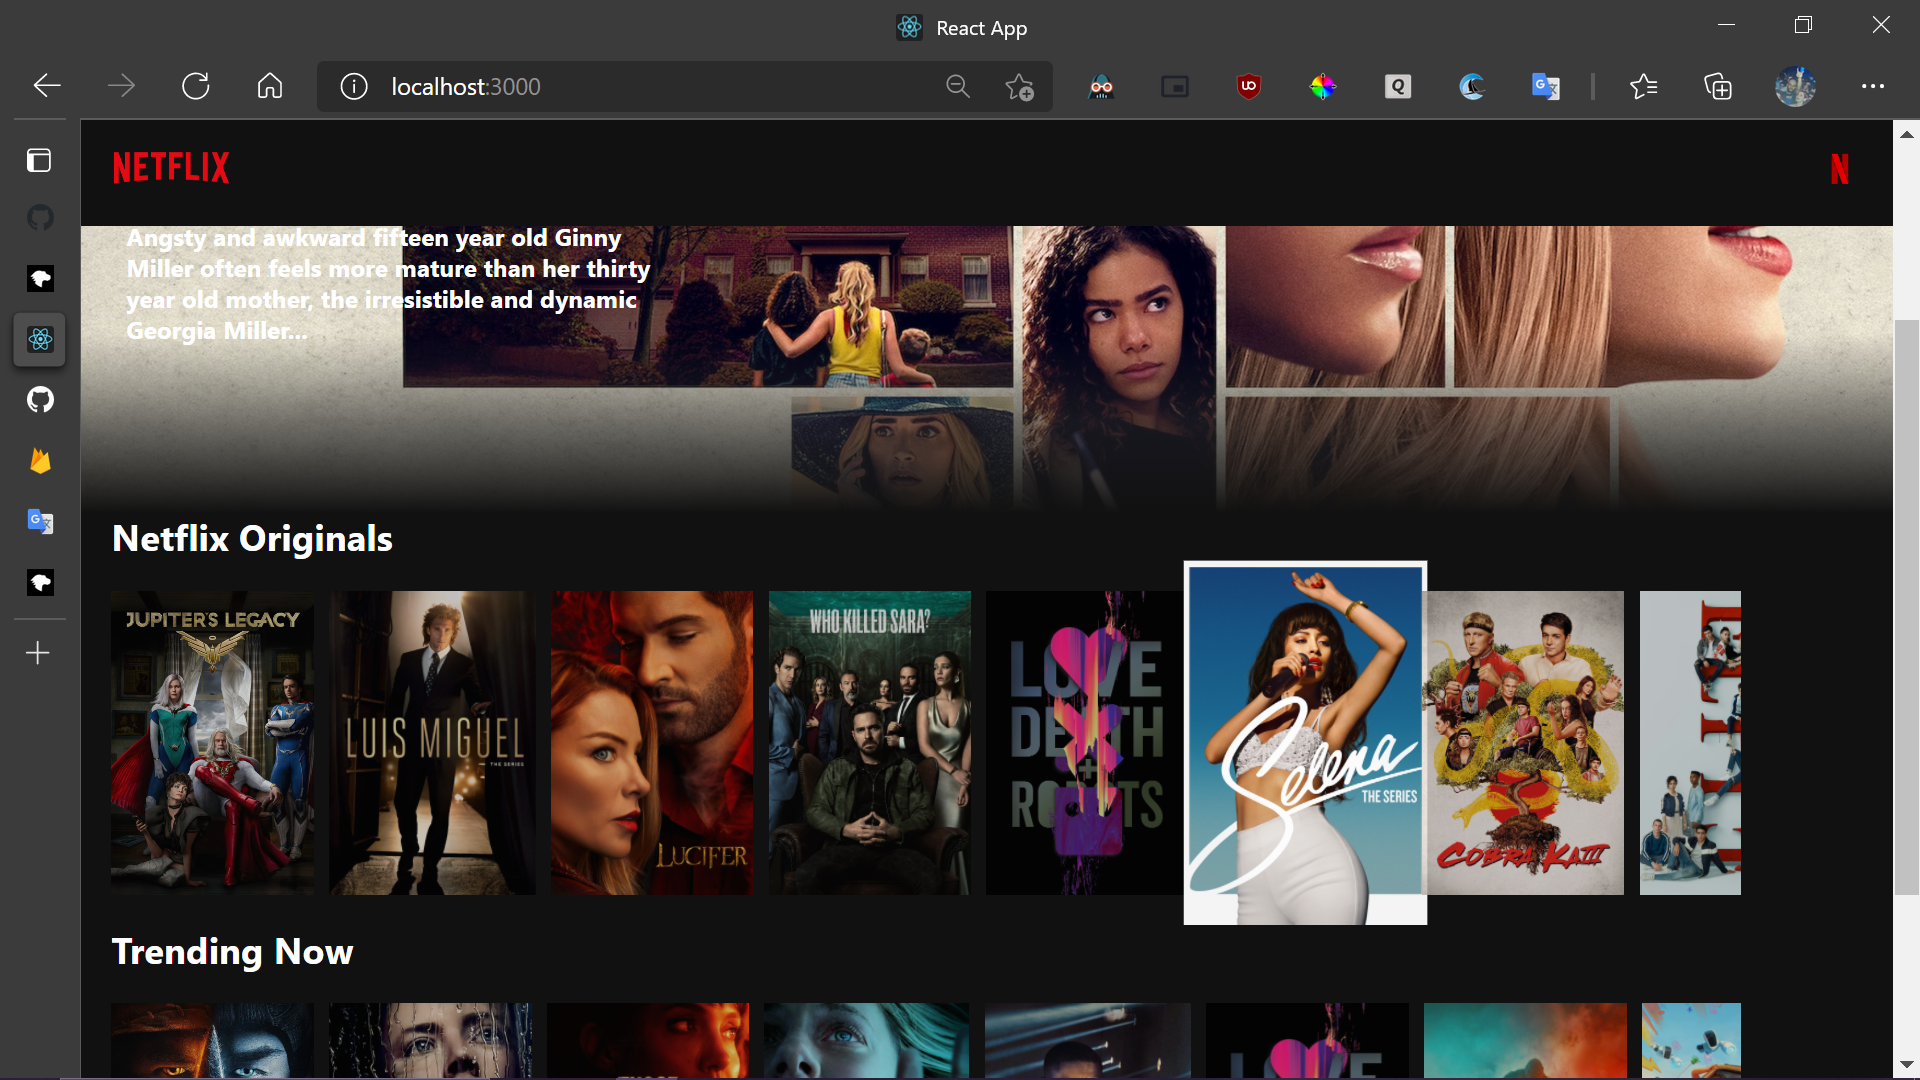 React App
localhost:3000
NETFLIX
N
Angsty and awkward fifteen year old Ginny
Miller often feels more mature than her thirty
year old mother, the irresistible and dynamic
Georgia Miller...
Netflix Originals
JUPITER'S LEGACY
LUIS MIGUEL
THE SERIES
LUCIFER
WHO KILLED SARA?
LOVE
DEATH
+
ROBOTS
Selena
THE SERIES
COBRA KAI III
Trending Now
LOVE